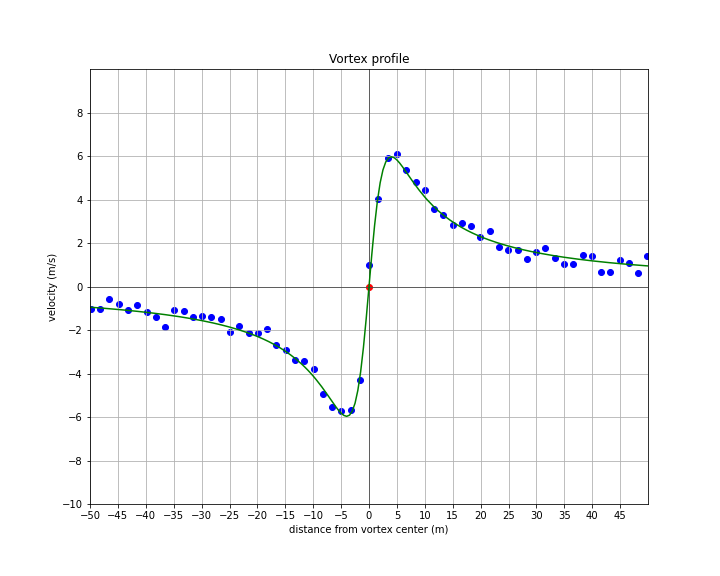 Vortex profile
8
6
4
2
0
−2
−4
−6
−8
−10
velocity (m/s)
−50 −45 −40 −35 −30 −25 −20 −15 −10 −5 0 5 10 15 20 25 30 35 40 45
distance from vortex center (m)